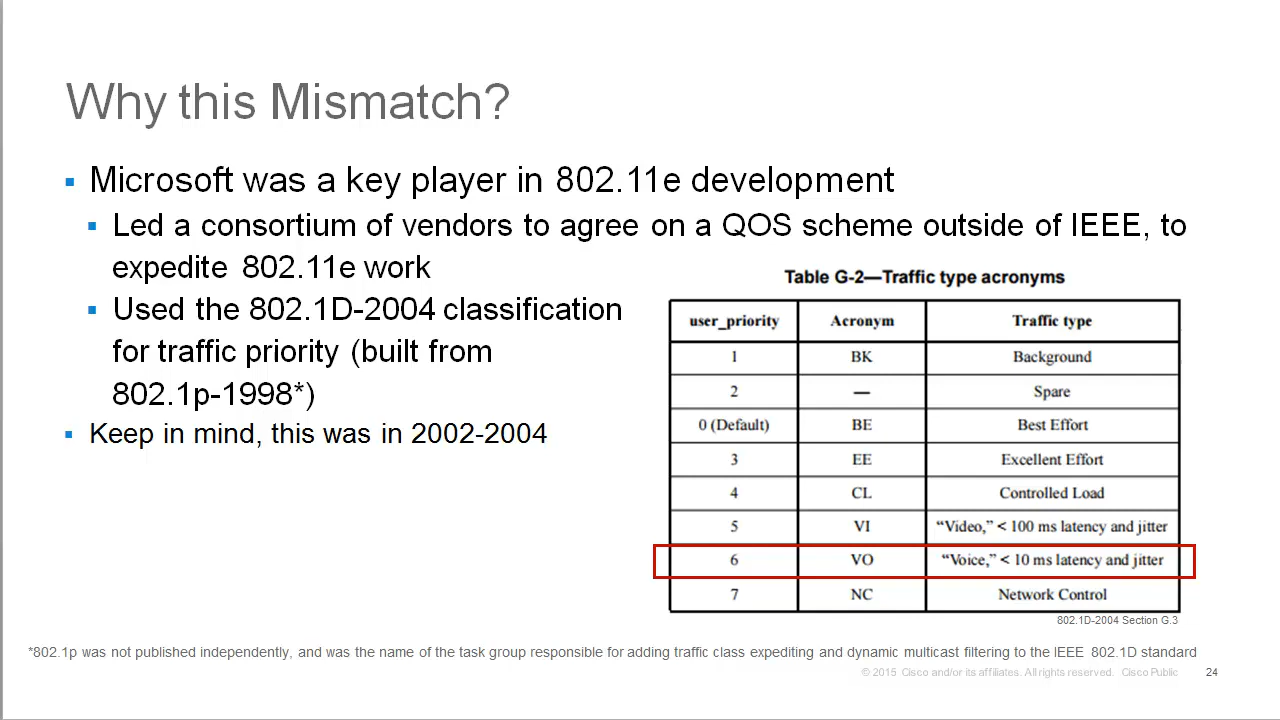 Why this Mismatch?
▪ Microsoft was a key player in 802.11e development
▪ Led a consortium of vendors to agree on a QOS scheme outside of IEEE, to
expedite 802.11e work
▪ Used the 802.1D-2004 classification
for traffic priority (built from
802.1p-1998*)
▪ Keep in mind, this was in 2002-2004
Table G-2—Traffic type acronyms
user_priority Acronym Traffic type
1 BK Background
2 — Spare
0 (Default) BE Best Effort
3 EE Excellent Effort
4 CL Controlled Load
5 VI “Video,” < 100 ms latency and jitter
6 VO “Voice,” < 10 ms latency and jitter
7 NC Network Control
802.1D-2004 Section G.3
*802.1p was not published independently, and was the name of the task group responsible for adding traffic class expediting and dynamic multicast filtering to the IEEE 802.1D standard
© 2015 Cisco and/or its affiliates. All rights reserved. Cisco Public 24